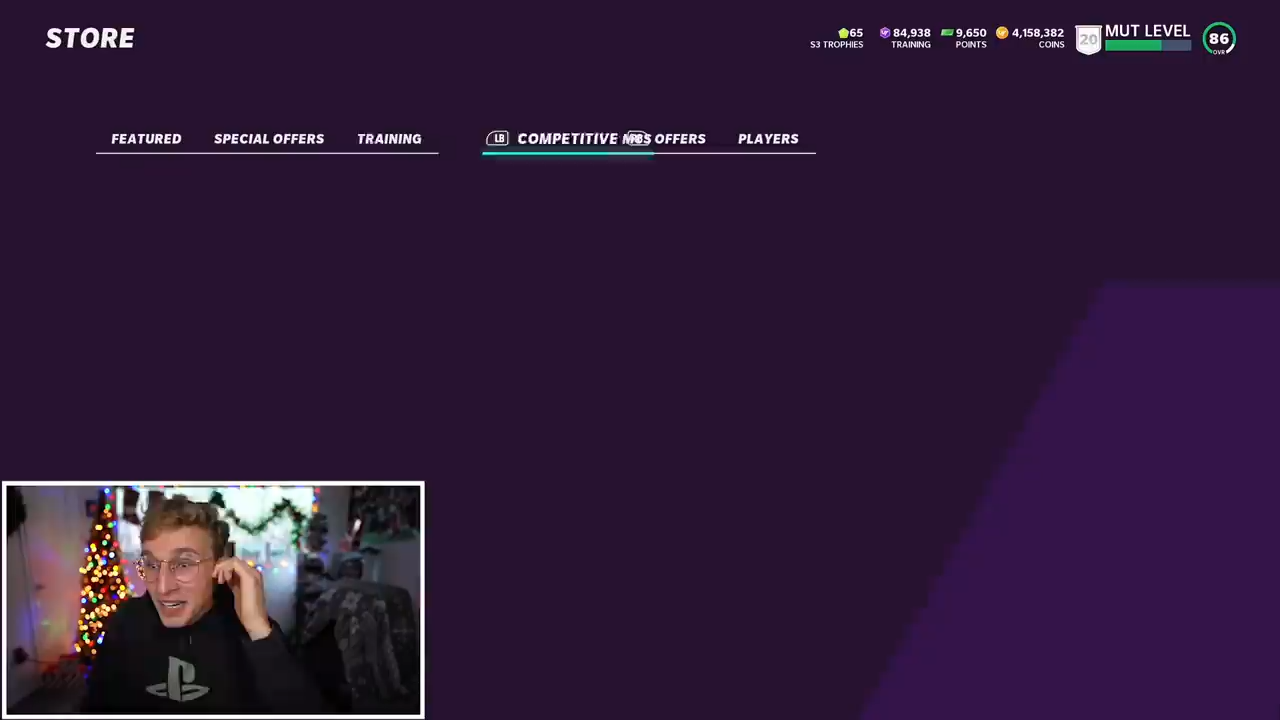 STORE
65
S3 TROPHIES
84,938
TRAINING
9,650
POINTS
4,158,382
COINS
20
MUT LEVEL
86
OVR
FEATURED SPECIAL OFFERS TRAINING
LB COMPETITIVE OFFERS PLAYERS